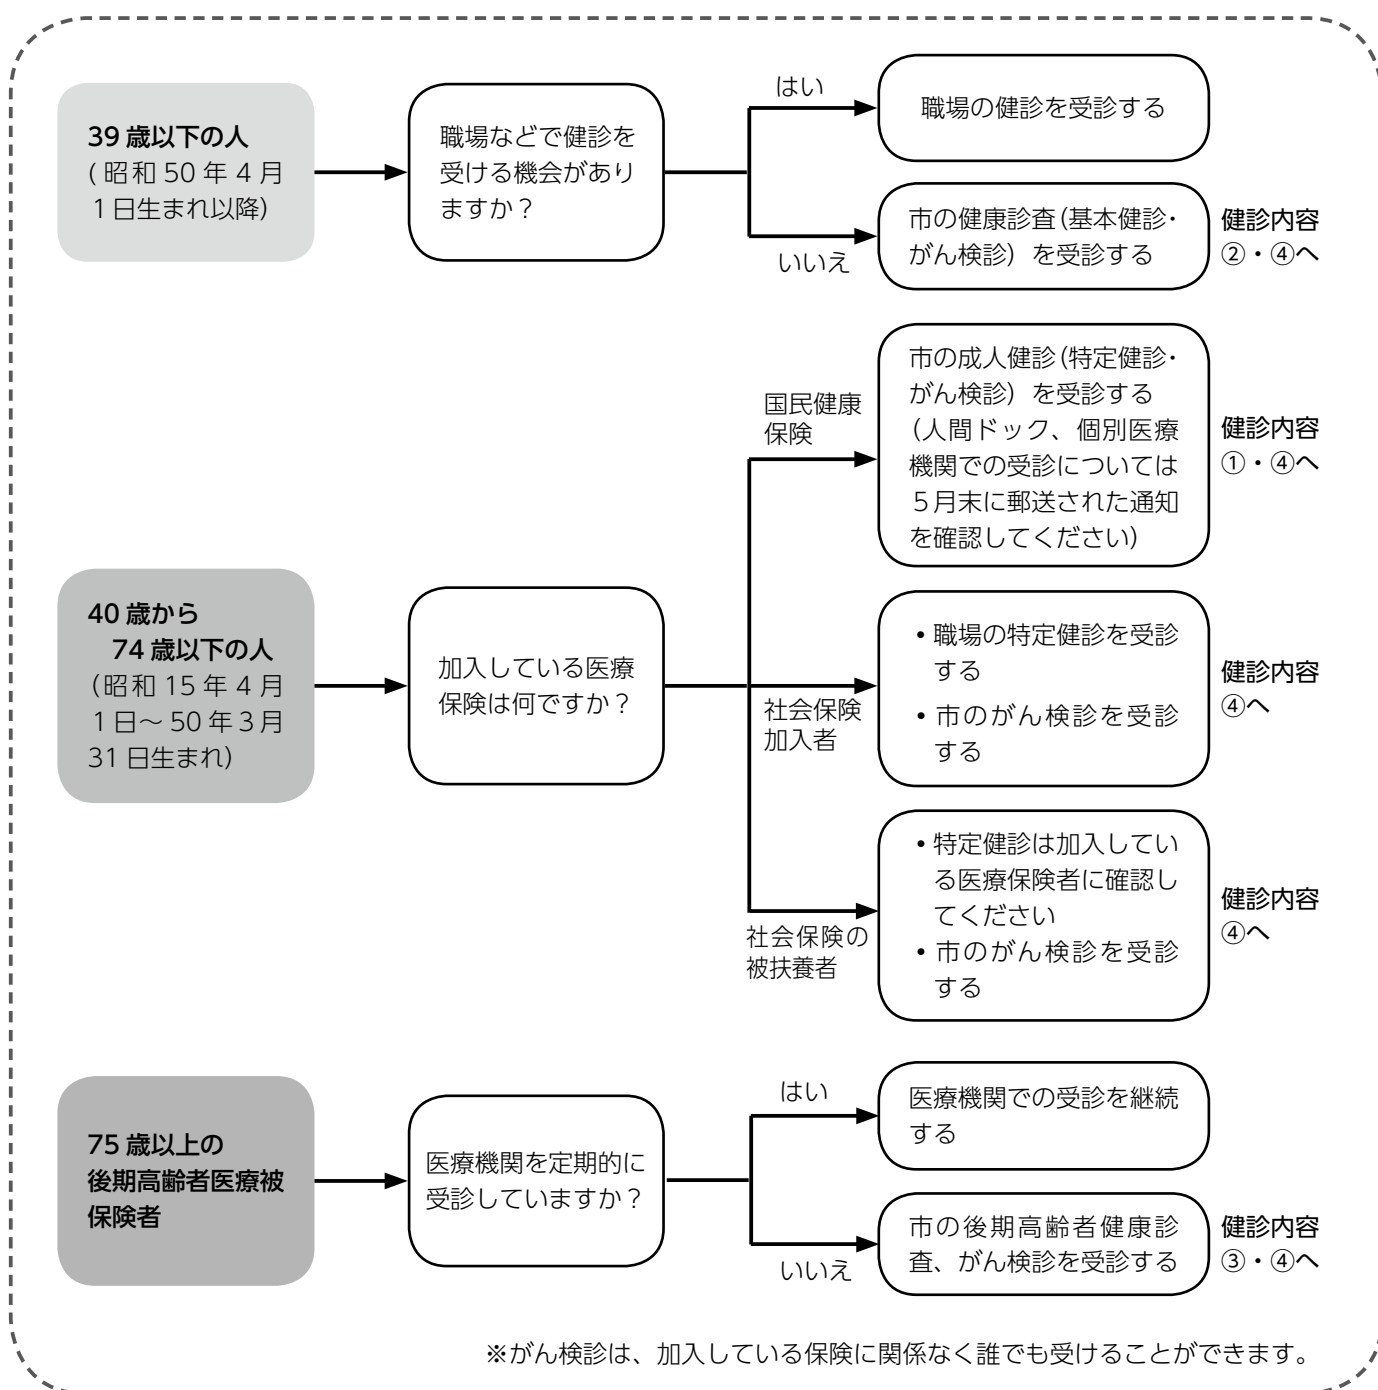 39 歳以下の人
(昭和 50 年 4 月
1日生まれ以降)
職場などで健診を
受ける機会があり
ますか？
はい
職場の健診を受診する
いいえ
市の健康診査(基本健診・
がん検診）を受診する
健診内容
②・④へ
40 歳から
74 歳以下の人
(昭和 15 年 4 月
1日～ 50 年 3 月
31 日生まれ)
加入している医療
保険は何ですか？
国民健康
保険
市の成人健診(特定健診・
がん検診）を受診する
（人間ドック、個別医療
機関での受診については
５月末に郵送された通知
を確認してください）
健診内容
①・④へ
社会保険
加入者
• 職場の特定健診を受診
する
• 市のがん検診を受診
する
健診内容
④へ
社会保険の
被扶養者
• 特定健診は加入してい
る医療保険者に確認し
てください
• 市のがん検診を受診
する
健診内容
④へ
75 歳以上の
後期高齢者医療被
保険者
医療機関を定期的に
受診していますか？
はい
医療機関での受診を継続
する
いいえ
市の後期高齢者健康診
査、がん検診を受診する
健診内容
③・④へ
※がん検診は、加入している保険に関係なく誰でも受けることができます。